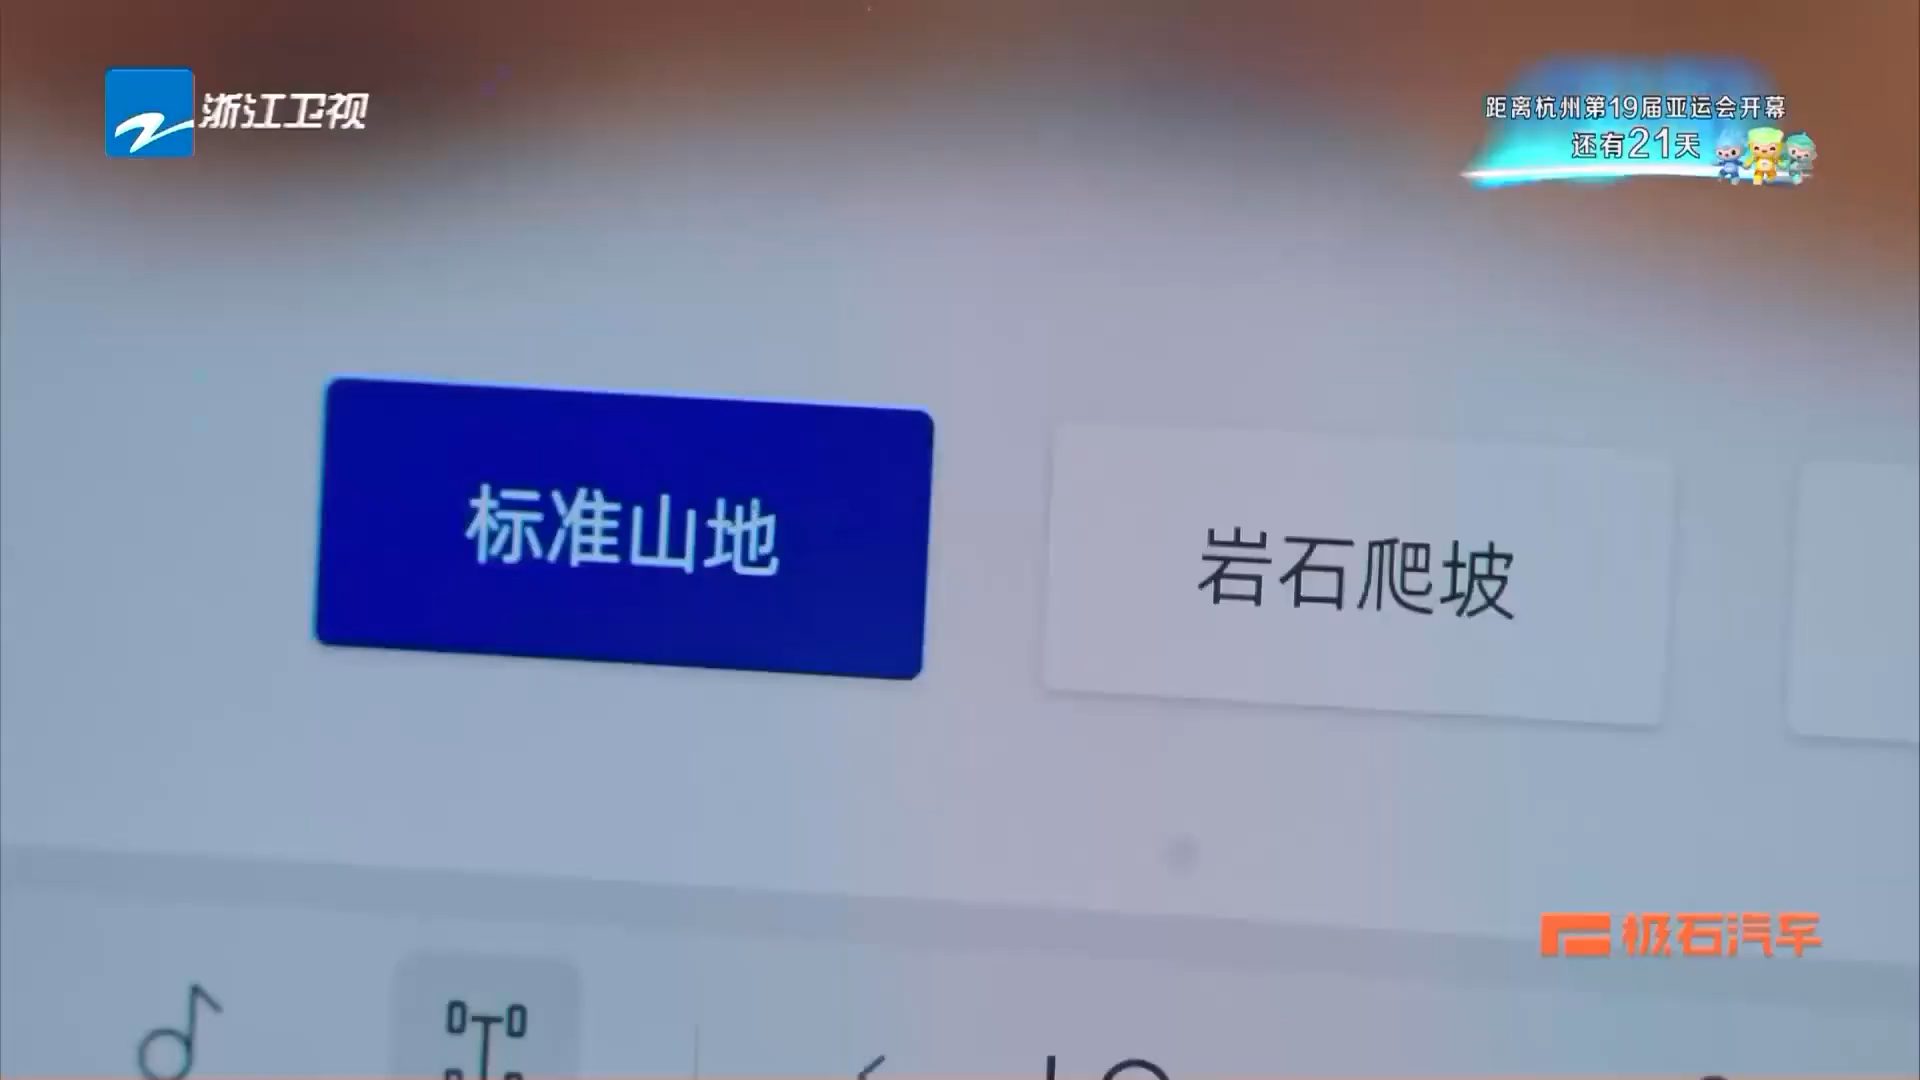 浙江卫视
距离杭州第19届亚运会开幕
还有21天
标准山地
岩石爬坡
极石汽车